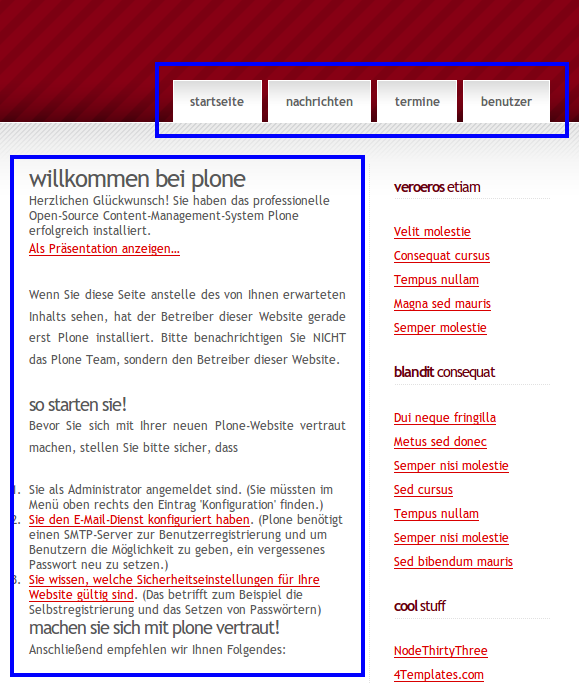 startseite nachrichten termine benutzer
willkommen bei plone
Herzlichen Glückwunsch! Sie haben das professionelle
Open-Source Content-Management-System Plone
erfolgreich installiert.
Als Präsentation anzeigen…
Wenn Sie diese Seite anstelle des von Ihnen erwarteten
Inhalts sehen, hat der Betreiber dieser Website gerade
erst Plone installiert. Bitte benachrichtigen Sie NICHT
das Plone Team, sondern den Betreiber dieser Website.
so starten sie!
Bevor Sie sich mit Ihrer neuen Plone-Website vertraut
machen, stellen Sie bitte sicher, dass
1. Sie als Administrator angemeldet sind. (Sie müssten im
Menü oben rechts den Eintrag 'Konfiguration' finden.)
2. Sie den E-Mail-Dienst konfiguriert haben. (Plone benötigt
einen SMTP-Server zur Benutzerregistrierung und um
Benutzern die Möglichkeit zu geben, ein vergessenes
Passwort neu zu setzen.)
3. Sie wissen, welche Sicherheitseinstellungen für Ihre
Website gültig sind. (Das betrifft zum Beispiel die
Selbstregistrierung und das Setzen von Passwörtern)
machen sie sich mit plone vertraut!
Anschließend empfehlen wir Ihnen Folgendes:
veroeros etiam
Velit molestie
Consequat cursus
Tempus nullam
Magna sed mauris
Semper molestie
blandit consequat
Dui neque fringilla
Metus sed donec
Semper nisi molestie
Sed cursus
Tempus nullam
Semper nisi molestie
Sed bibendum mauris
cool stuff
NodeThirtyThree
4Templates.com